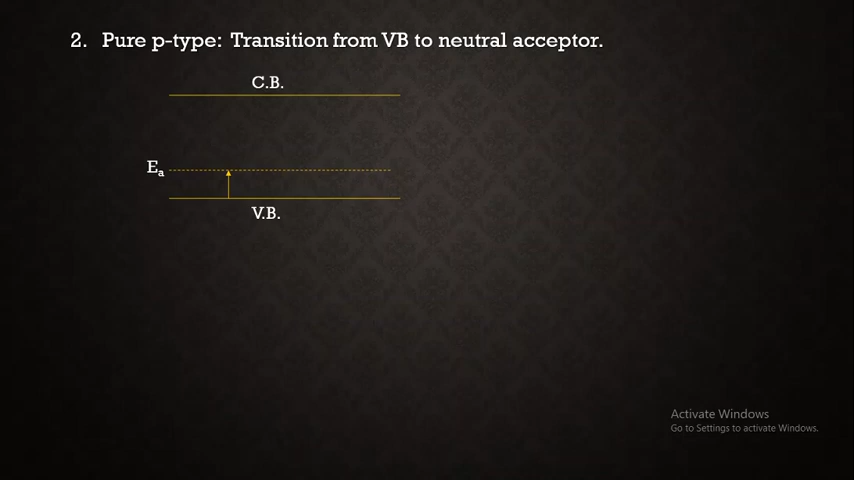 2. Pure p-type: Transition from VB to neutral acceptor.
C.B.
Ea
V.B.
Activate Windows
Go to Settings to activate Windows.